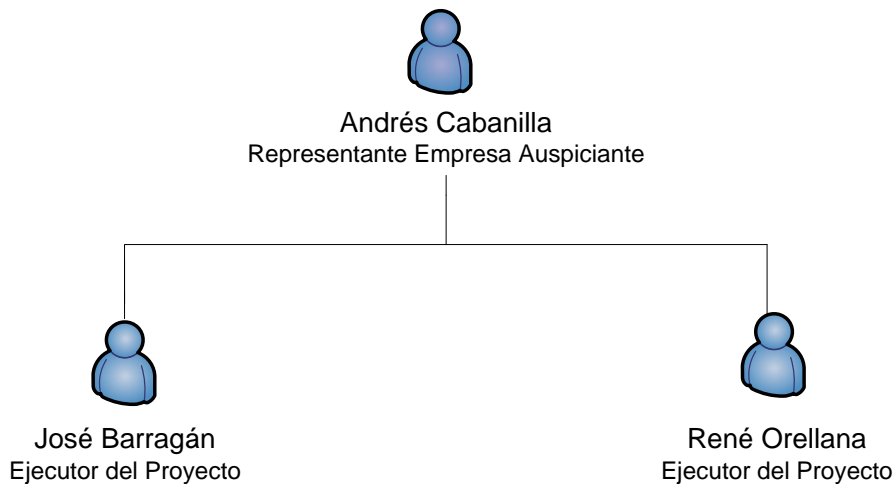 Andrés Cabanilla
Representante Empresa Auspiciante
José Barragán
Ejecutor del Proyecto
René Orellana
Ejecutor del Proyecto